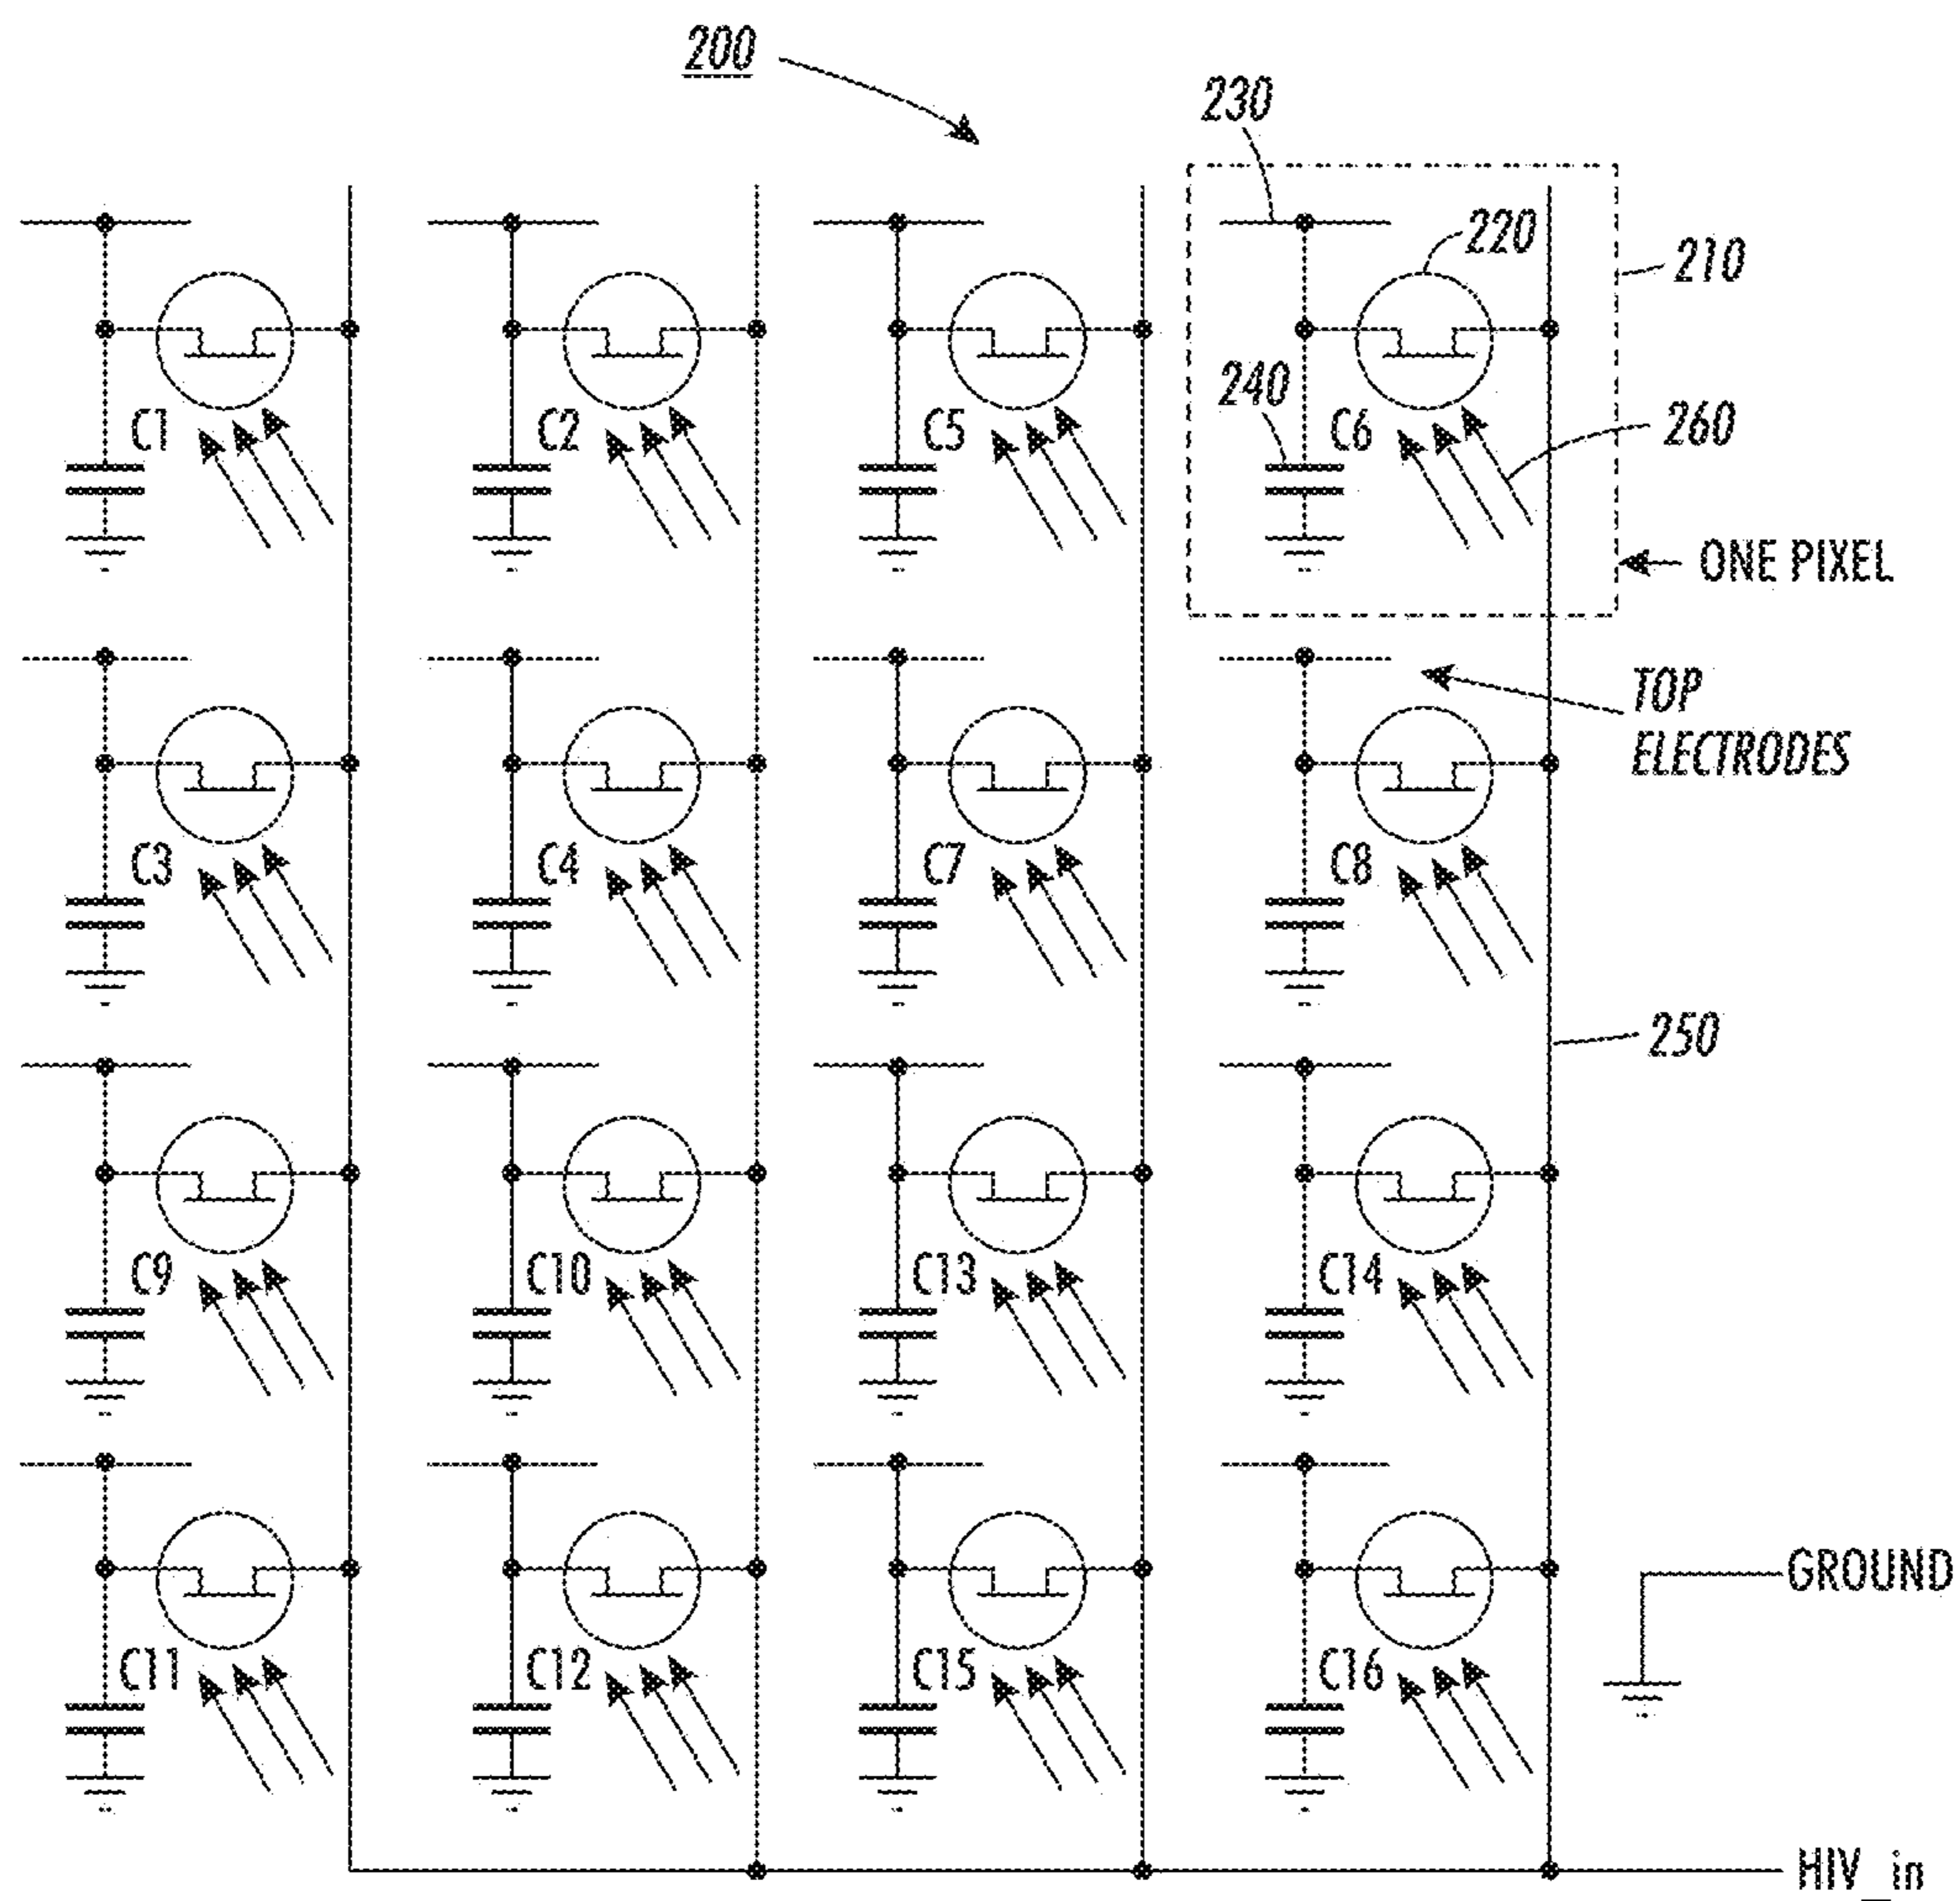 200
230
220
210
C1
C2
C5
240
C6
260
ONE PIXEL
TOP
ELECTRODES
C3
C4
C7
C8
250
C9
C10
C13
C14
GROUND
C11
C12
C15
C16
HIV_in